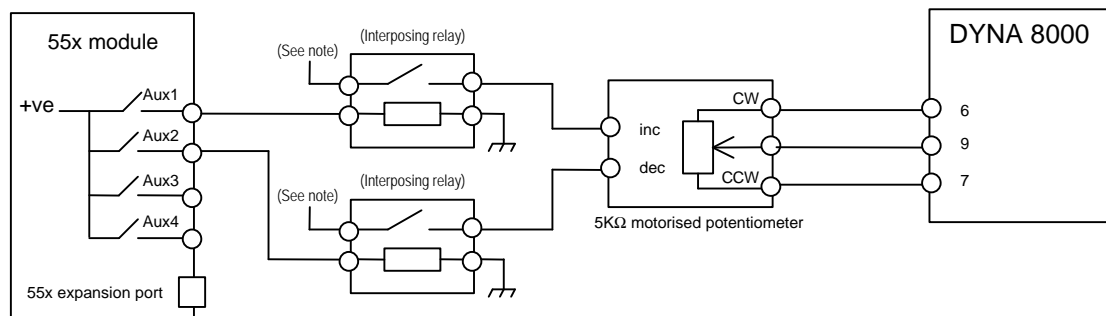 55x module
+ve
Aux1
Aux2
Aux3
Aux4
55x expansion port
(See note)
(Interposing relay)
(See note)
(Interposing relay)
inc
dec
CW
CCW
5KΩ motorised potentiometer
DYNA 8000
6
9
7